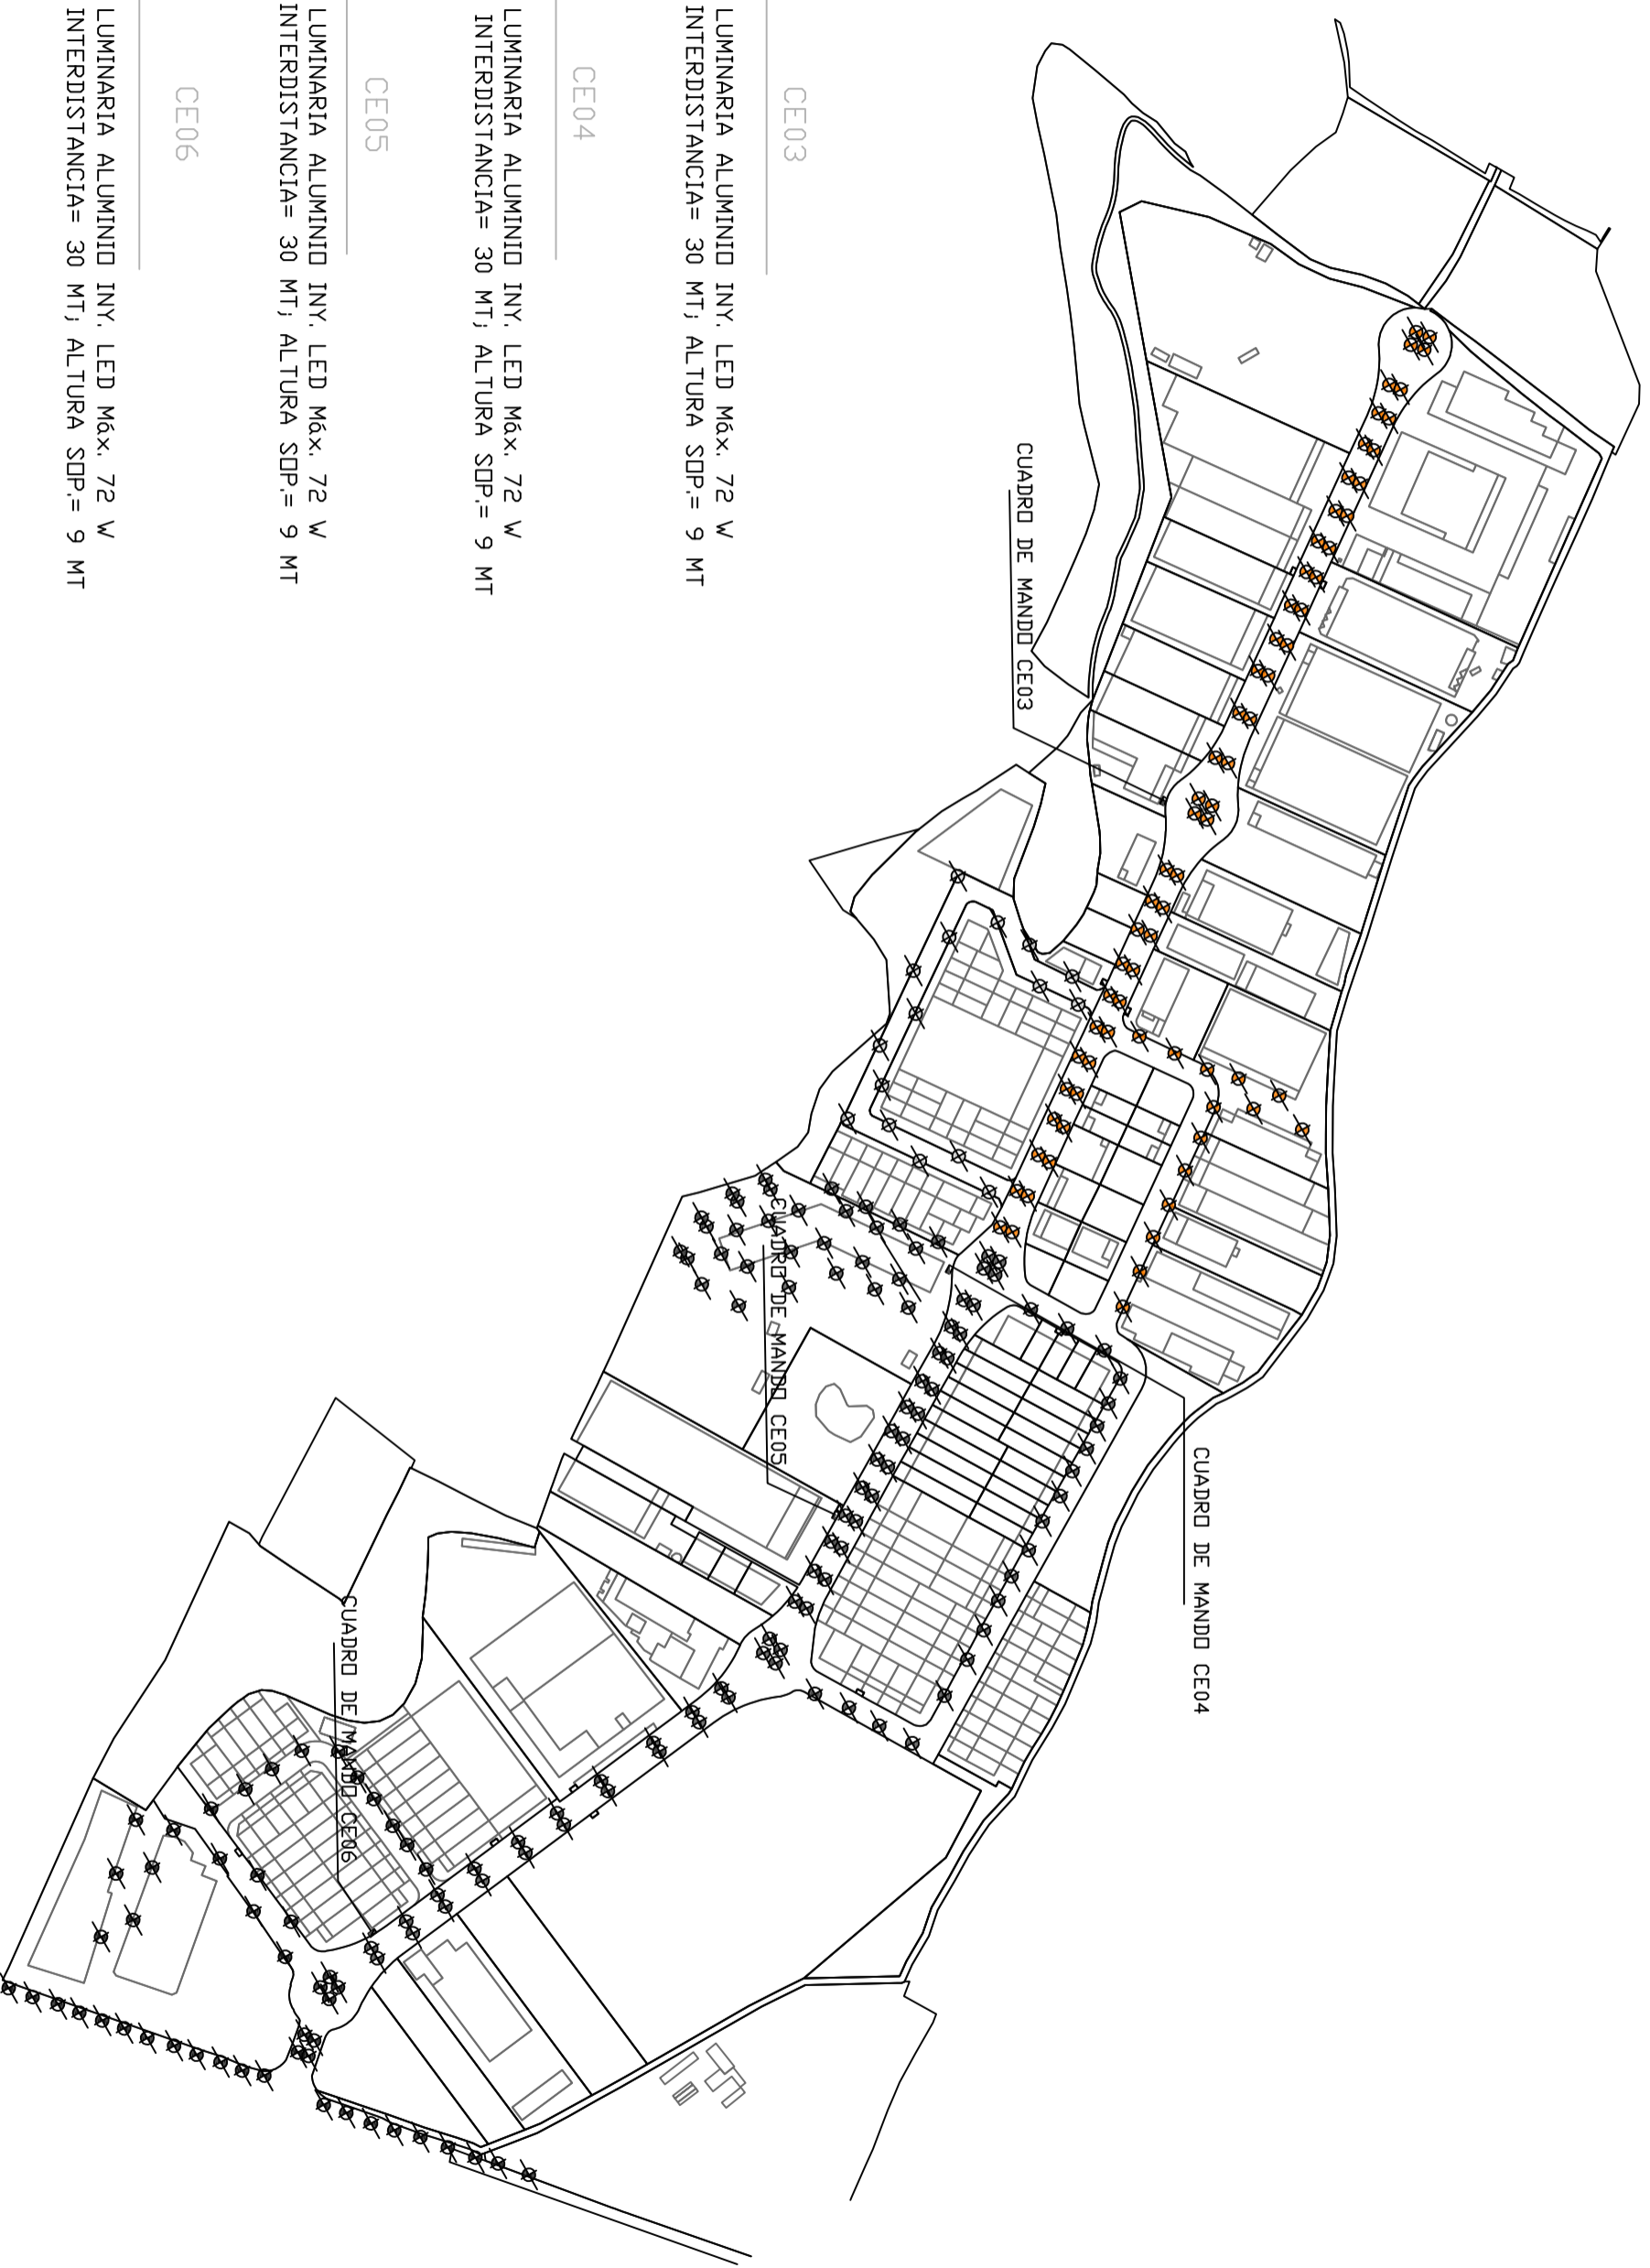 CE03
LUMINARIA ALUMINIO INY. LED Máx. 72 W
INTERDISTANCIA= 30 MT; ALTURA SOP.= 9 MT
CE04
LUMINARIA ALUMINIO INY. LED Máx. 72 W
INTERDISTANCIA= 30 MT; ALTURA SOP.= 9 MT
CE05
LUMINARIA ALUMINIO INY. LED Máx. 72 W
INTERDISTANCIA= 30 MT; ALTURA SOP.= 9 MT
CE06
LUMINARIA ALUMINIO INY. LED Máx. 72 W
INTERDISTANCIA= 30 MT; ALTURA SOP.= 9 MT
CUADRO DE MANDO CE03
CUADRO DE MANDO CE04
CUADRO DE MANDO CE05
CUADRO DE MANDO CE06